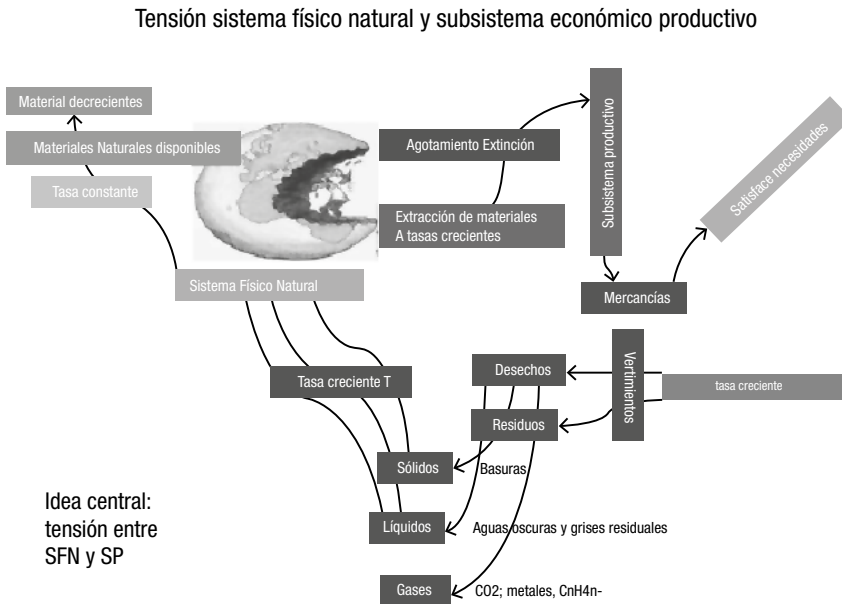 Tensión sistema físico natural y subsistema económico productivo
Material decrecientes
Materiales Naturales disponibles
Tasa constante
Sistema Físico Natural
Agotamiento Extinción
Extracción de materiales
A tasas crecientes
Subsistema productivo
Satisface necesidades
Mercancías
Vertimientos
tasa creciente
Desechos
Residuos
Tasa creciente T
Sólidos
Basuras
Líquidos
Aguas oscuras y grises residuales
Gases
CO2; metales, CnH4n-
Idea central:
tensión entre
SFN y SP